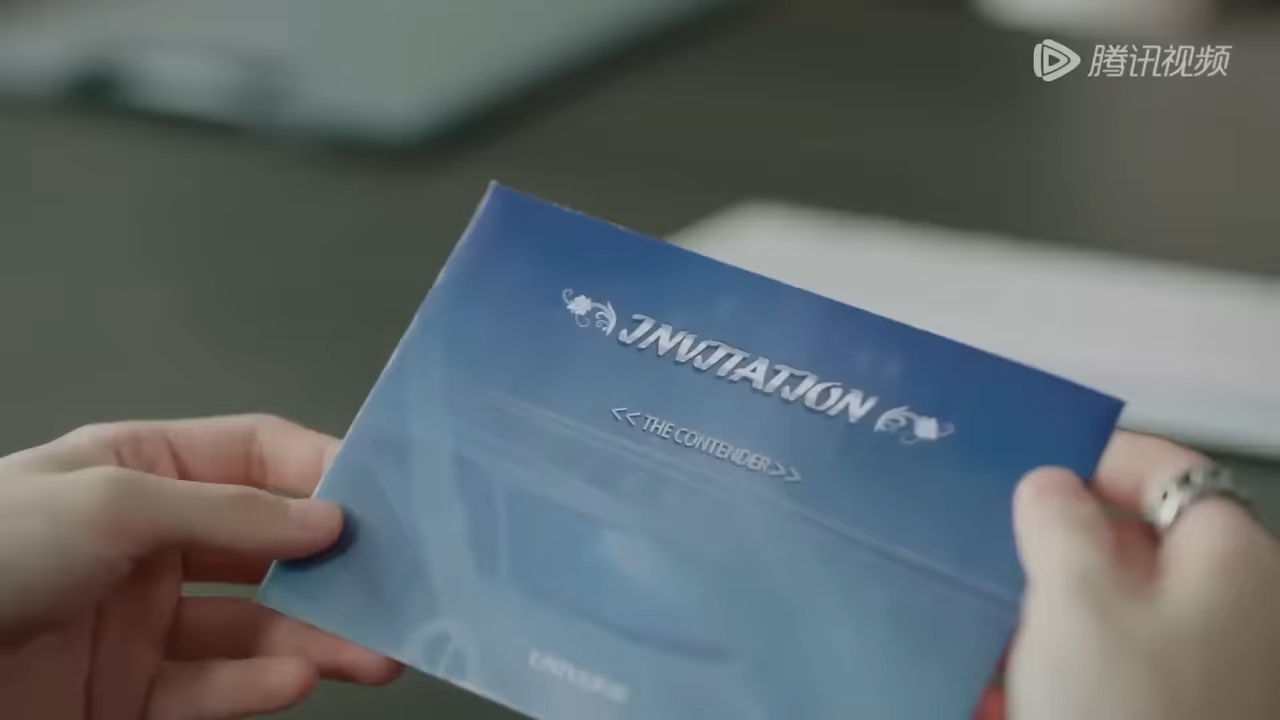 腾讯视频
INVITATION
<< THE CONTENDER >>